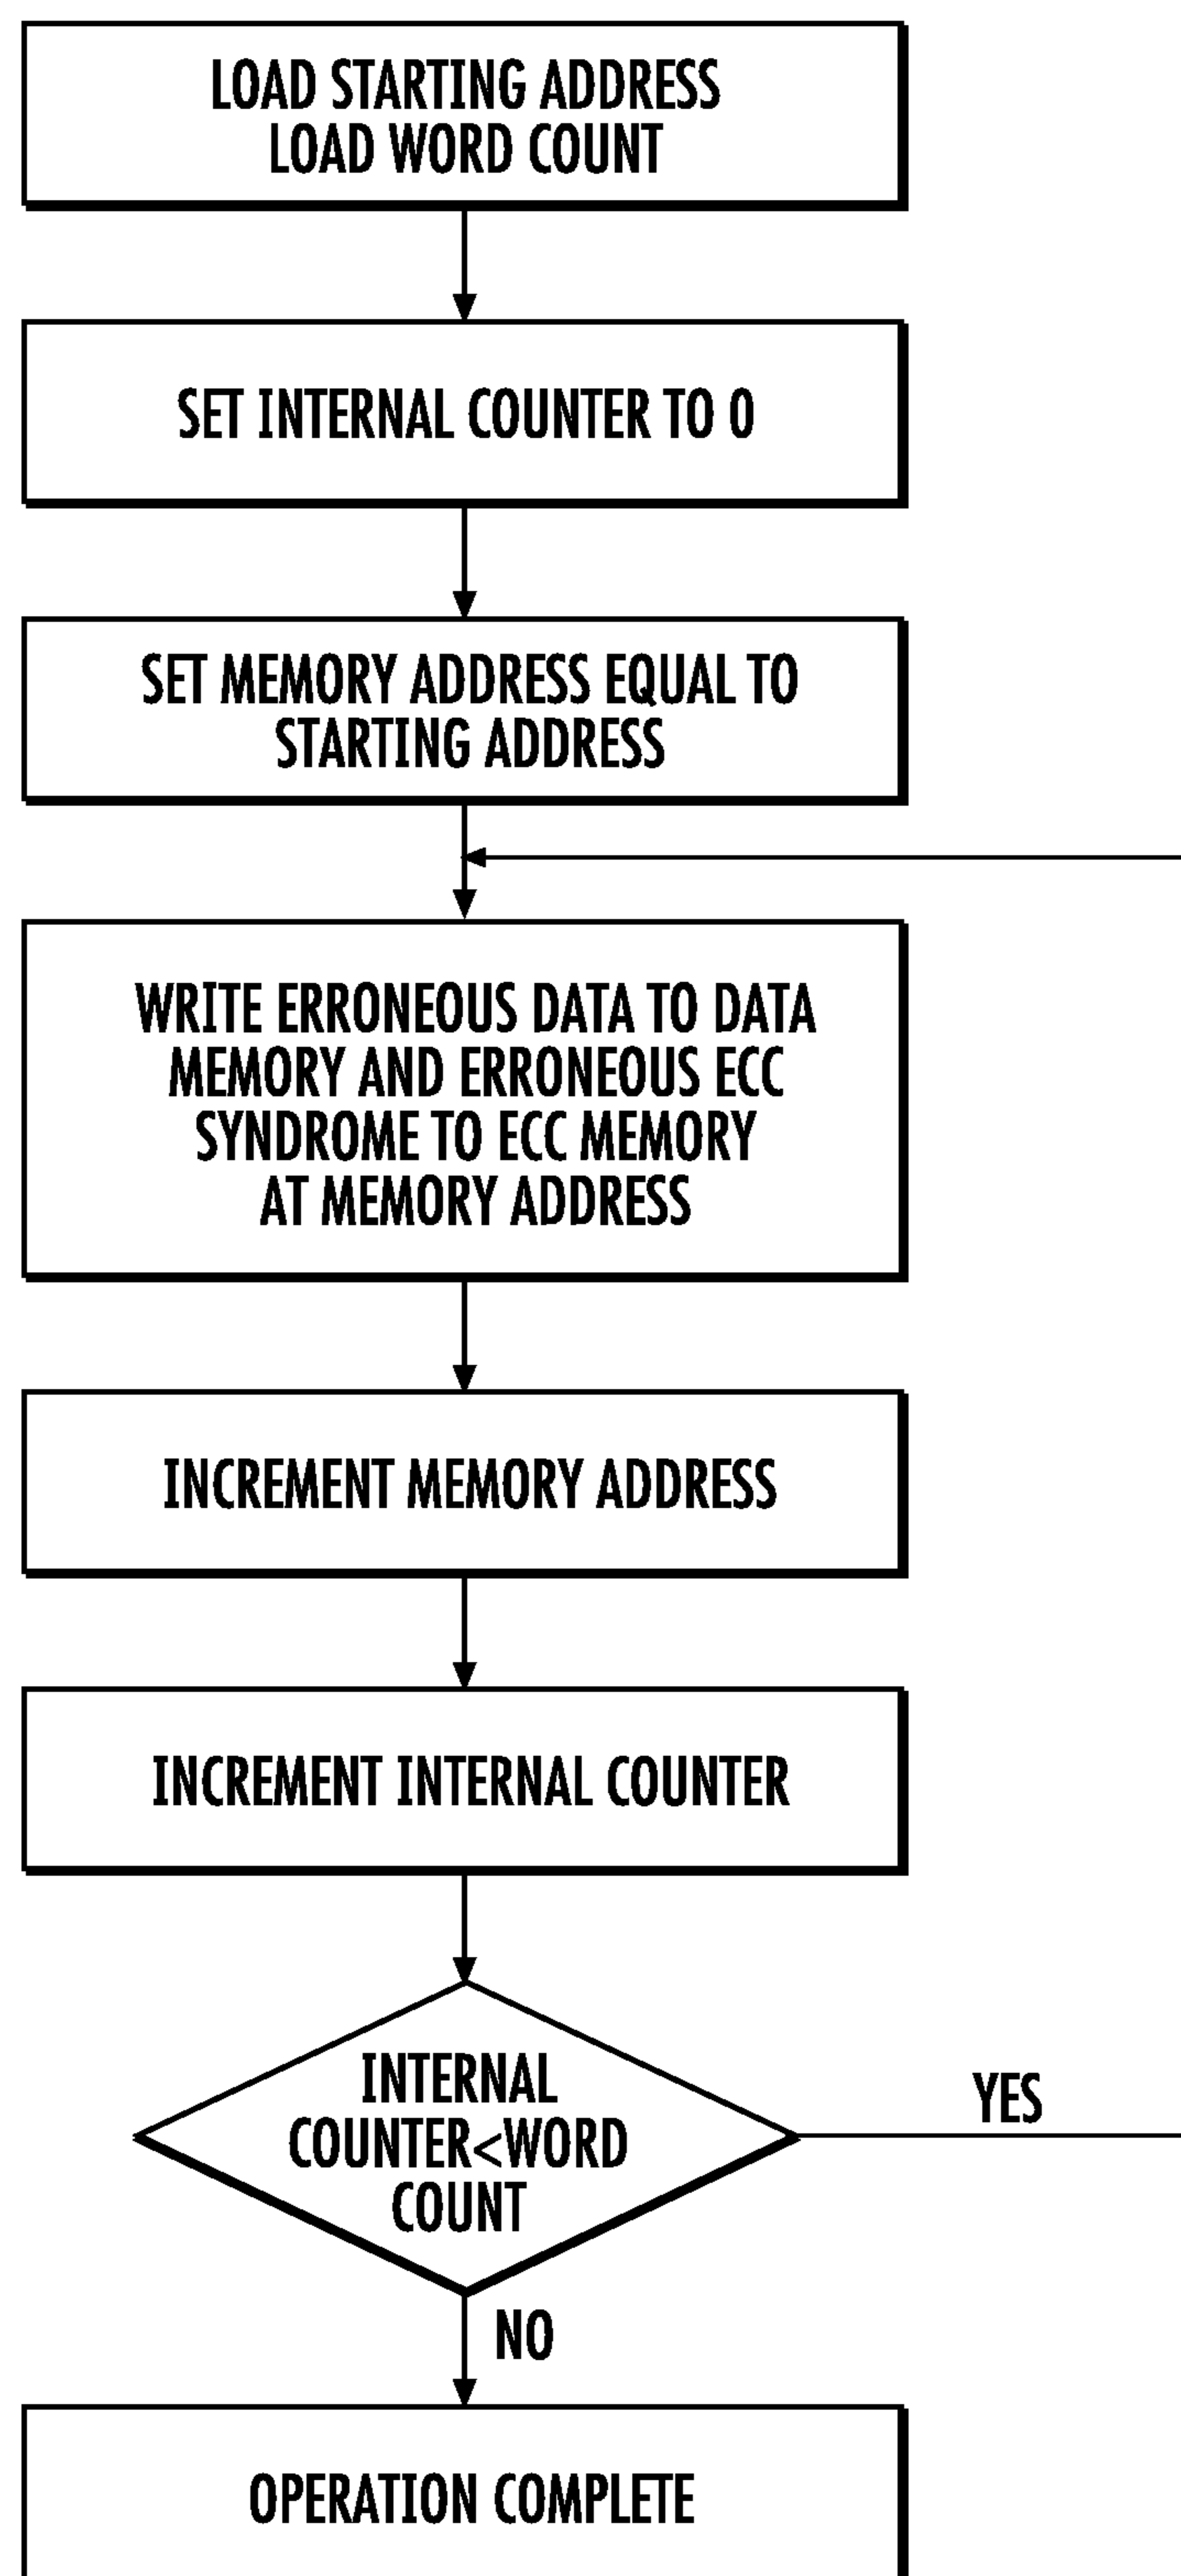 LOAD STARTING ADDRESS
LOAD WORD COUNT
SET INTERNAL COUNTER TO 0
SET MEMORY ADDRESS EQUAL TO
STARTING ADDRESS
WRITE ERRONEOUS DATA TO DATA
MEMORY AND ERRONEOUS ECC
SYNDROME TO ECC MEMORY
AT MEMORY ADDRESS
INCREMENT MEMORY ADDRESS
INCREMENT INTERNAL COUNTER
INTERNAL
COUNTER<WORD
COUNT
YES
NO
OPERATION COMPLETE